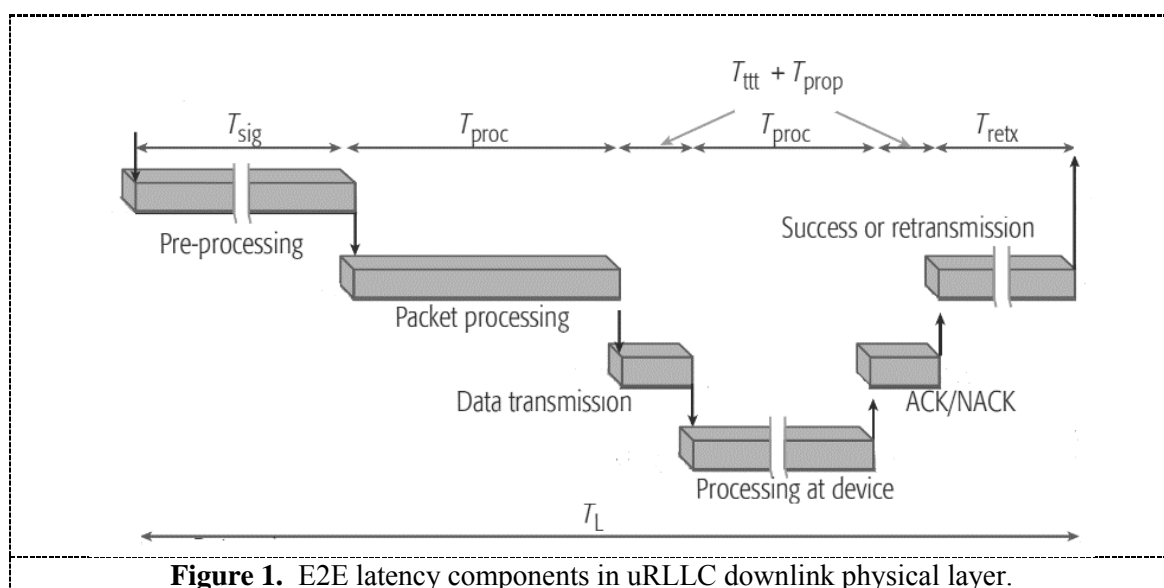 T_ttt + T_prop
T_sig
T_proc
T_proc
T_retx
Pre-processing
Success or retransmission
Packet processing
Data transmission
ACK/NACK
Processing at device
T_L
Figure 1. E2E latency components in uRLLC downlink physical layer.